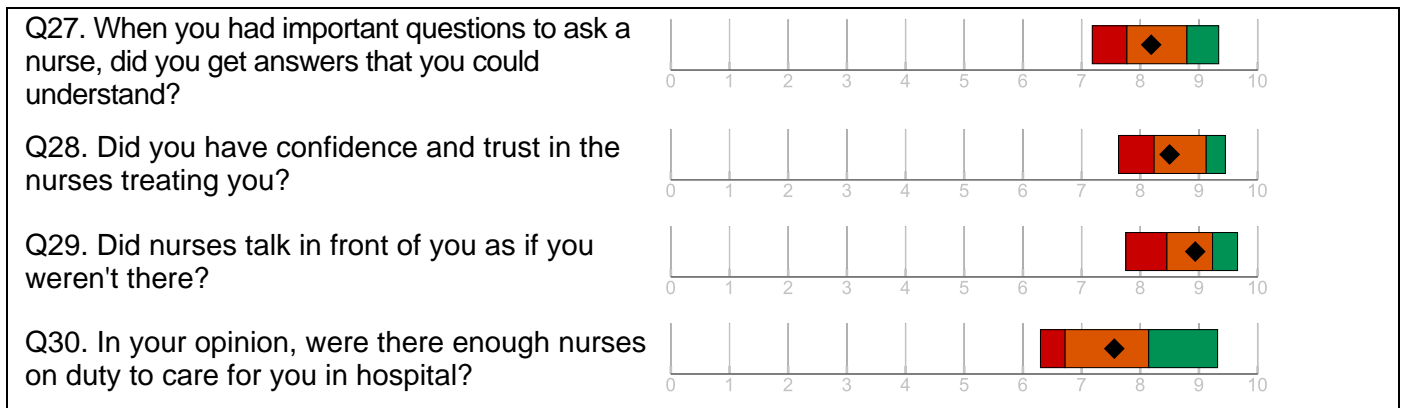 Q27. When you had important questions to ask a
nurse, did you get answers that you could
understand?
0 1 2 3 4 5 6 7 8 9 10
Q28. Did you have confidence and trust in the
nurses treating you?
0 1 2 3 4 5 6 7 8 9 10
Q29. Did nurses talk in front of you as if you
weren't there?
0 1 2 3 4 5 6 7 8 9 10
Q30. In your opinion, were there enough nurses
on duty to care for you in hospital?
0 1 2 3 4 5 6 7 8 9 10